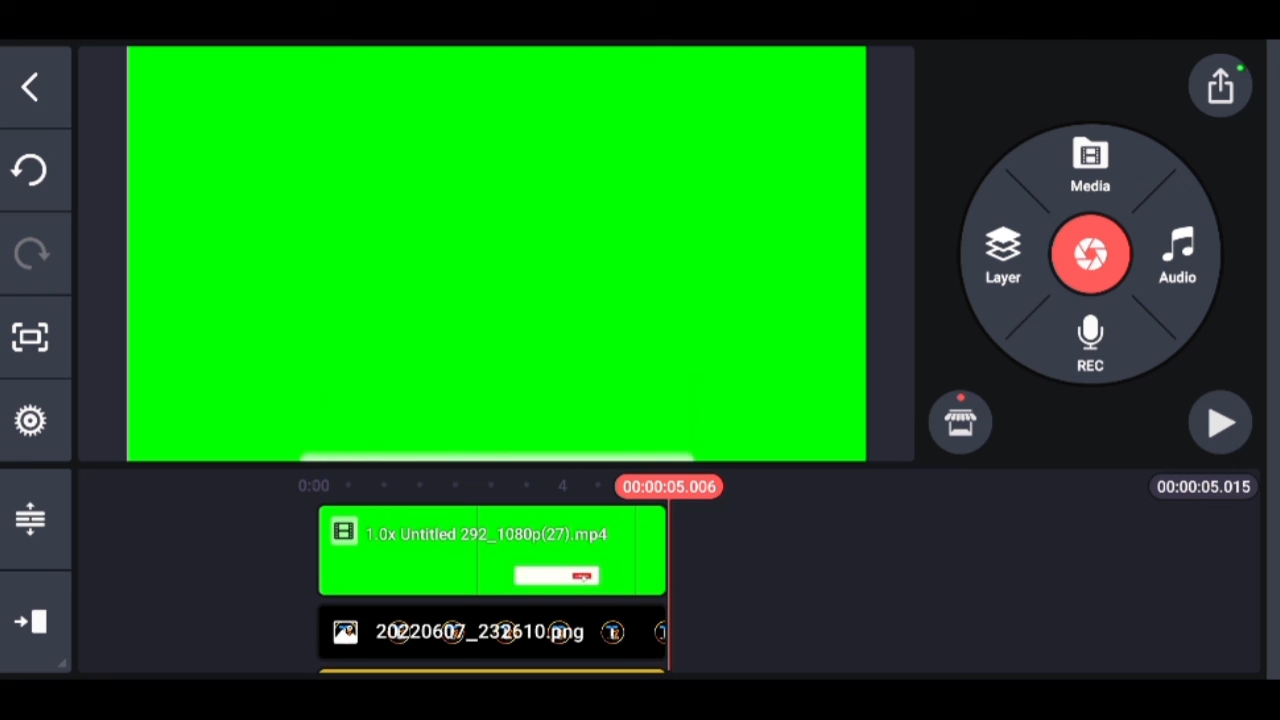 Media
Layer
Audio
REC
0:00
4
00:00:05.006
00:00:05.015
1.0x Untitled 292_1080p(27).mp4
20220607_232610.png